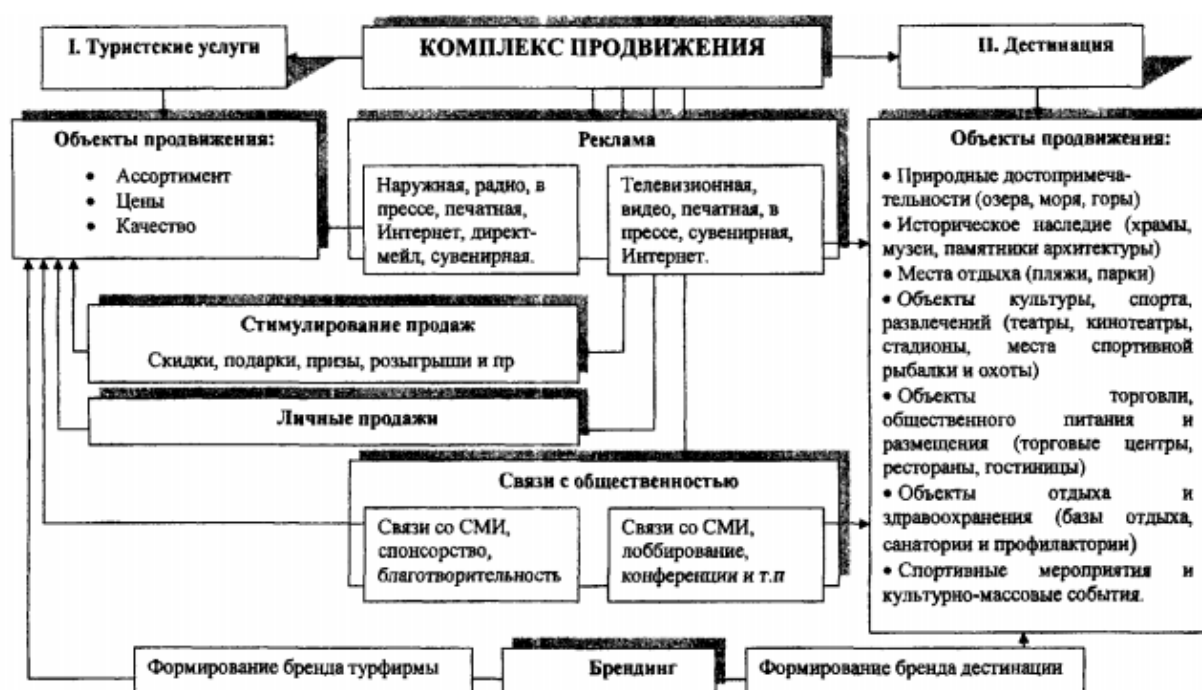 I. Туристские услуги
КОМПЛЕКС ПРОДВИЖЕНИЯ
II. Дестинация
Объекты продвижения:
• Ассортимент
• Цены
• Качество
Реклама
Наружная, радио, в
прессе, печатная,
Интернет, директ-
мейл, сувенирная.
Телевизионная,
видео, печатная, в
прессе, сувенирная,
Интернет.
Стимулирование продаж
Скидки, подарки, призы, розыгрыши и пр
Личные продажи
Связи с общественностью
Связи со СМИ,
спонсорство,
благотворительность
Связи со СМИ,
лоббирование,
конференции и т.п
Объекты продвижения:
• Природные достопримеча-
тельности (озера, моря, горы)
• Историческое наследие (храмы,
музеи, памятники архитектуры)
• Места отдыха (пляжи, парки)
• Объекты культуры, спорта,
развлечений (театры, кинотеатры,
стадионы, места спортивной
рыбалки и охоты)
• Объекты торговли,
общественного питания и
размещения (торговые центры,
рестораны, гостиницы)
• Объекты отдыха и
здравоохранения (базы отдыха,
санатории и профилактории)
• Спортивные мероприятия и
культурно-массовые события.
Формирование бренда турфирмы
Брендинг
Формирование бренда дестинации